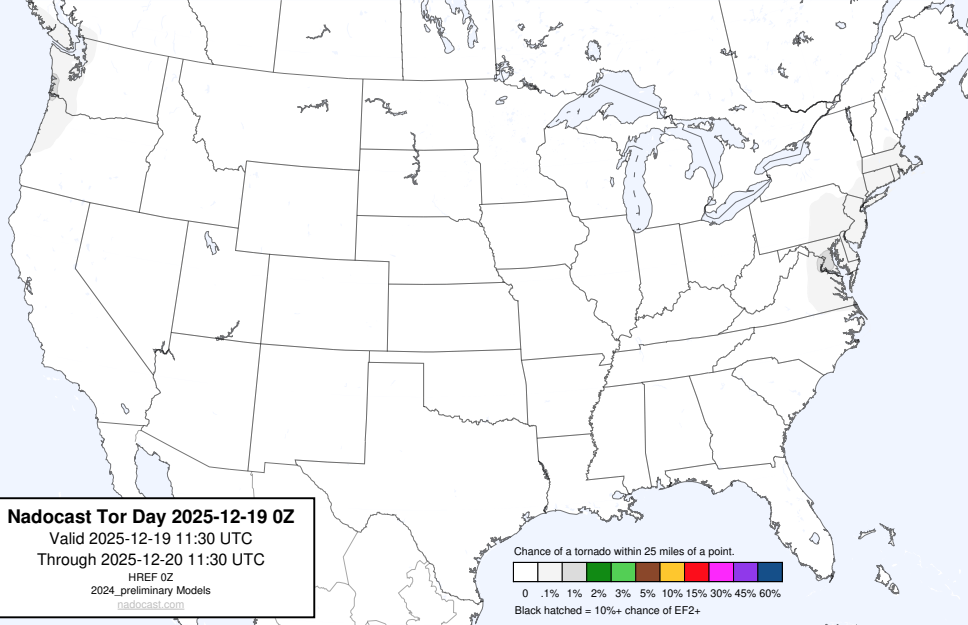 Nadocast Tor Day 2025-12-19 0Z
Valid 2025-12-19 11:30 UTC
Through 2025-12-20 11:30 UTC
HREF 0Z
2024_preliminary Models
nadocast.com
Chance of a tornado within 25 miles of a point.
0 .1% 1% 2% 3% 5% 10% 15% 30% 45% 60%
Black hatched = 10%+ chance of EF2+